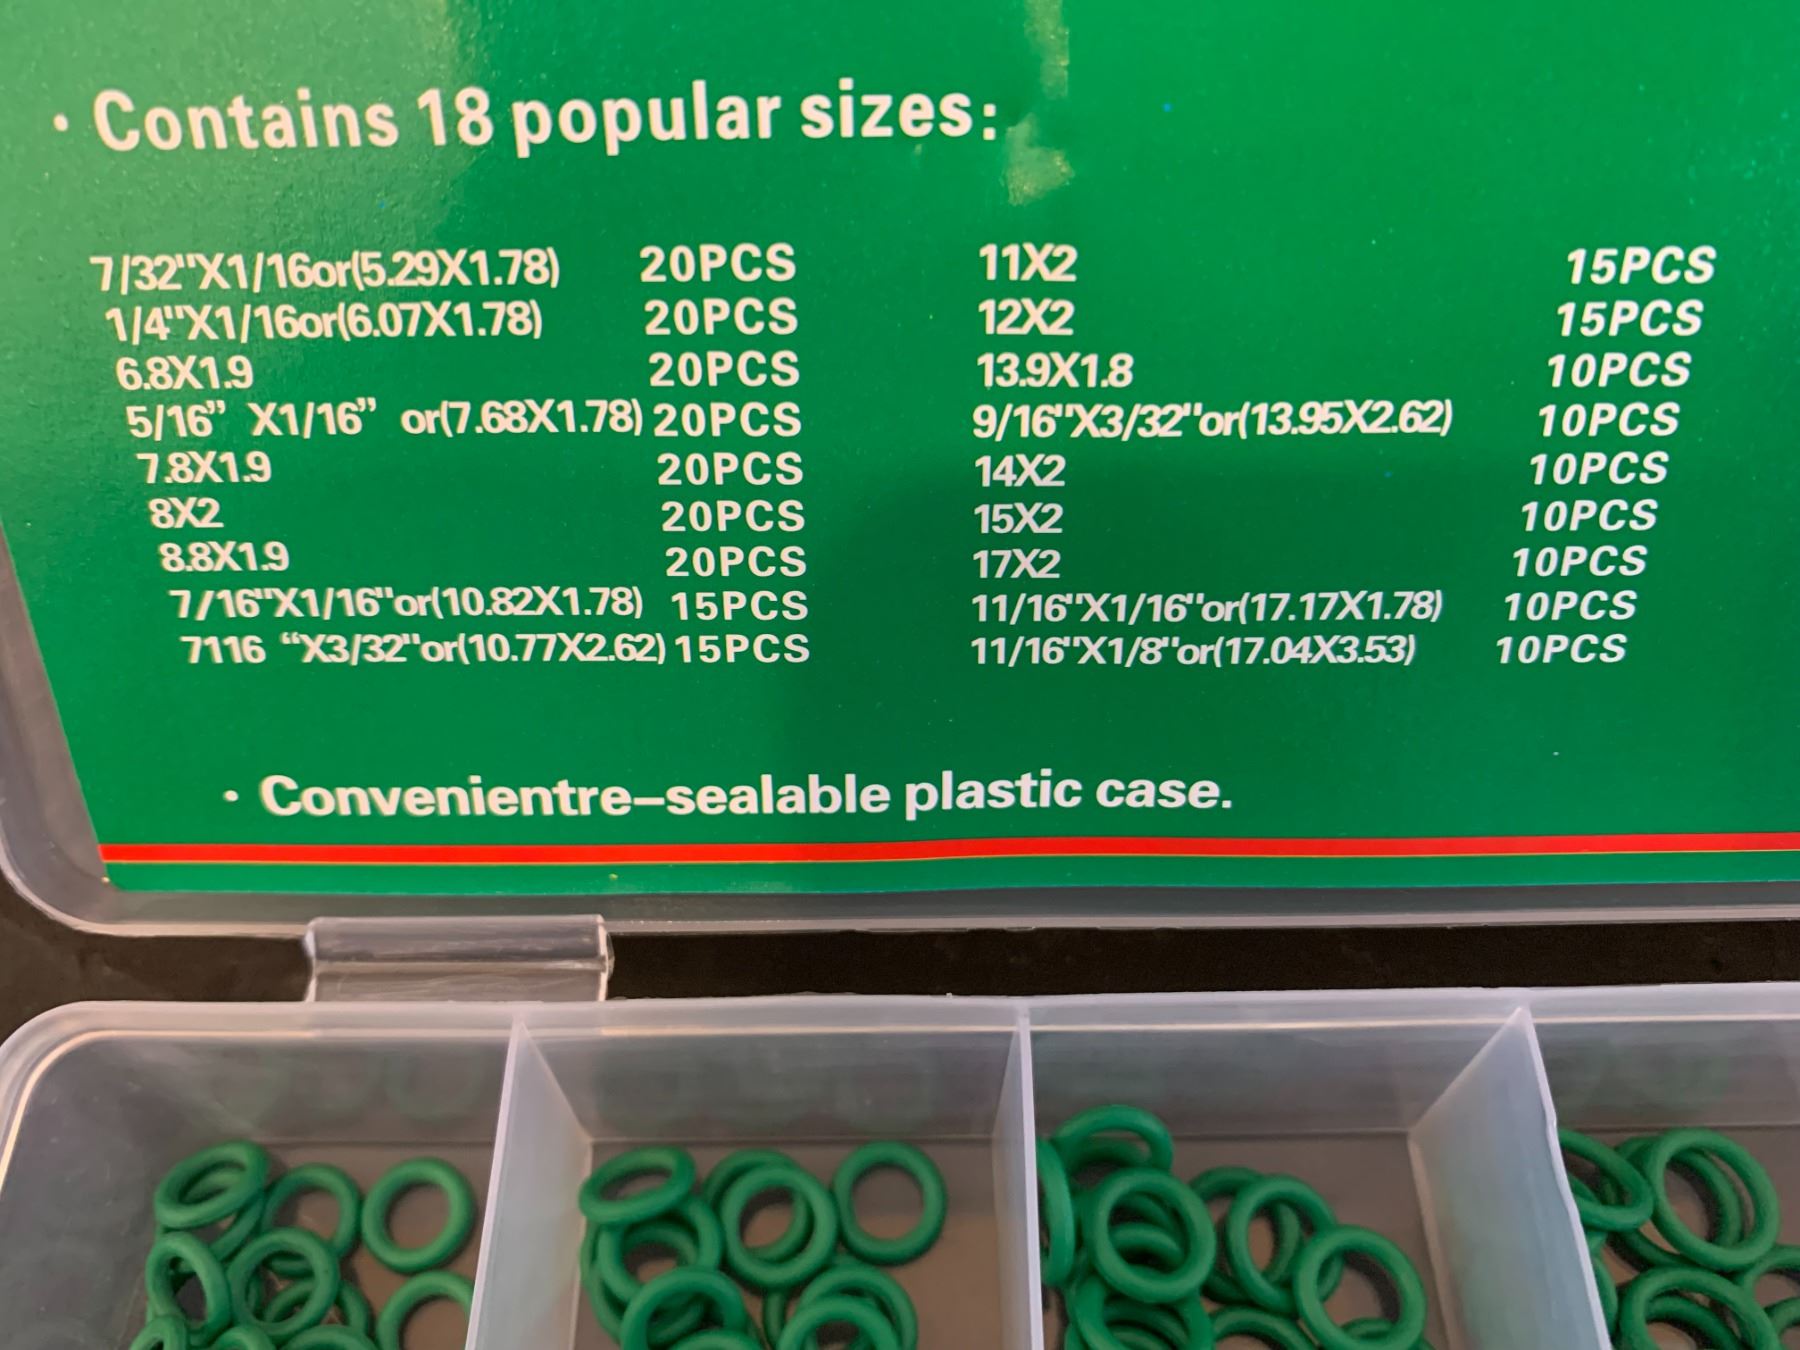 · Contains 18 popular sizes:
7/32"X1/16or(5.29X1.78) 20PCS 11X2 15PCS
1/4"X1/16or(6.07X1.78) 20PCS 12X2 15PCS
6.8X1.9 20PCS 13.9X1.8 10PCS
5/16” X1/16” or(7.68X1.78) 20PCS 9/16"X3/32"or(13.95X2.62) 10PCS
7.8X1.9 20PCS 14X2 10PCS
8X2 20PCS 15X2 10PCS
8.8X1.9 20PCS 17X2 10PCS
7/16"X1/16"or(10.82X1.78) 15PCS 11/16"X1/16"or(17.17X1.78) 10PCS
7116 “X3/32"or(10.77X2.62) 15PCS 11/16"X1/8"or(17.04X3.53) 10PCS
· Convenientre–sealable plastic case.